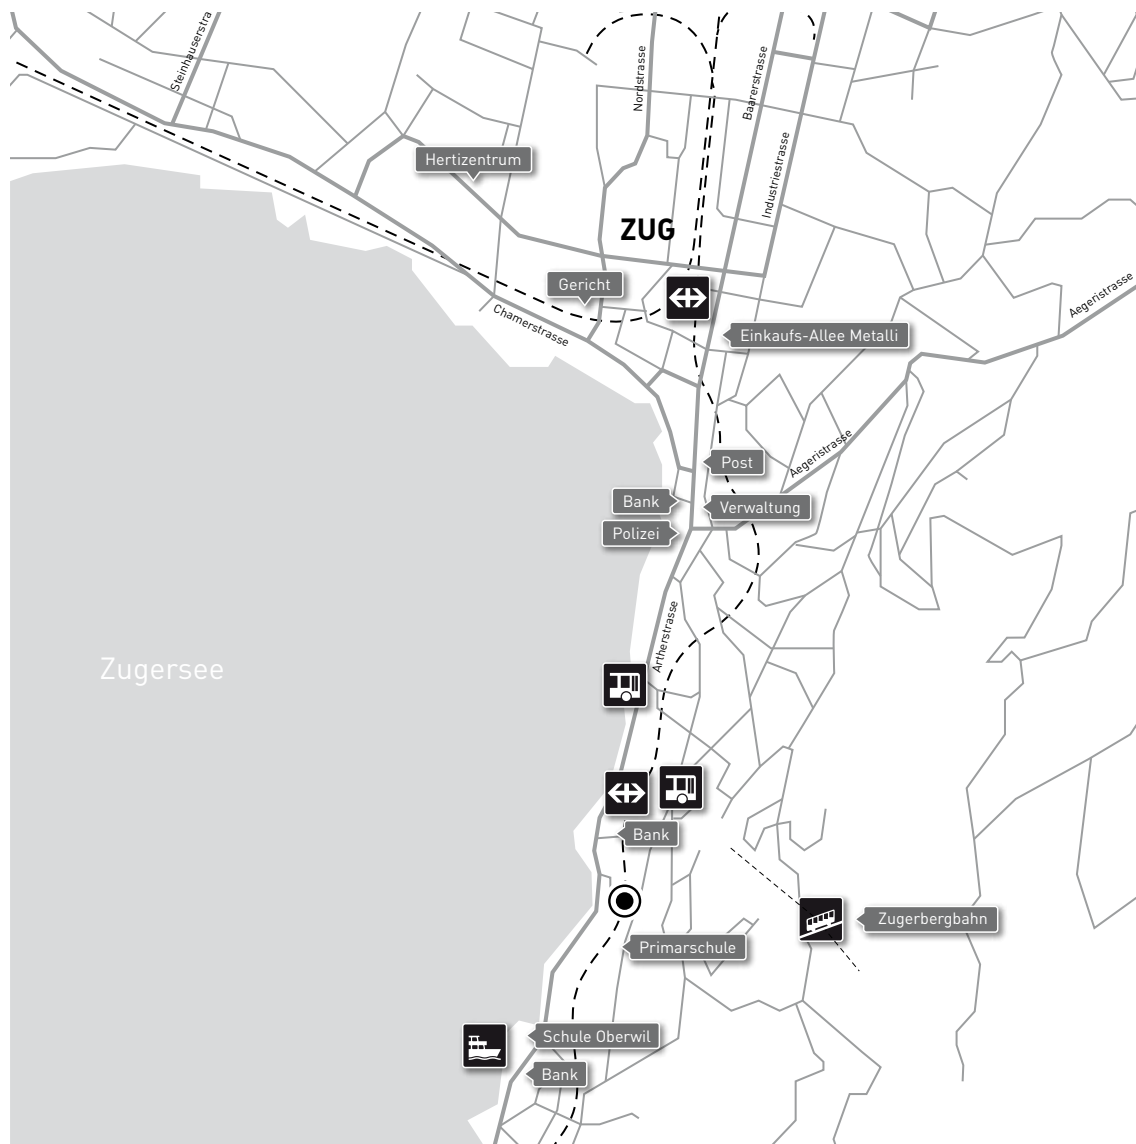 Steinhauserstra
Nordstrasse
Baarerstrasse
Industriestrasse
Hertizentrum
ZUG
Gericht
Chamerstrasse
Aegeristrasse
Einkaufs-Allee Metalli
Aegeristrasse
Post
Bank
Verwaltung
Polizei
Artherstrasse
Zugersee
Bank
Zugerbergbahn
Primarschule
Schule Oberwil
Bank